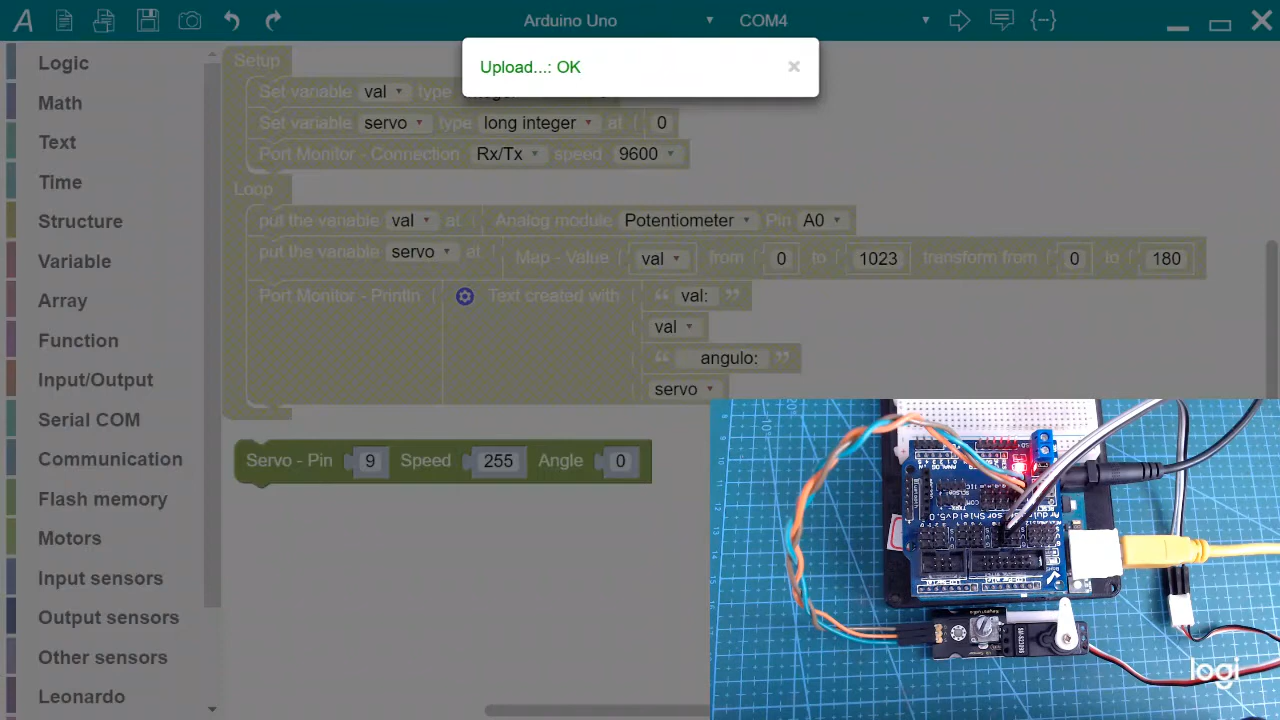 Arduino Uno COM4
Upload...: OK
Logic
Math
Text
Time
Structure
Variable
Array
Function
Input/Output
Serial COM
Communication
Flash memory
Motors
Input sensors
Output sensors
Other sensors
Leonardo
Setup
Set variable val type
Set variable servo type long integer at 0
Port Monitor - Connection Rx/Tx speed 9600
Loop
put the variable val at Analog module Potentiometer Pin A0
put the variable servo at Map - Value val from 0 to 1023 transform from 0 to 180
Port Monitor - Println Text created with “ val: ”
val
“ angulo: ”
servo
Servo - Pin 9 Speed 255 Angle 0
logi